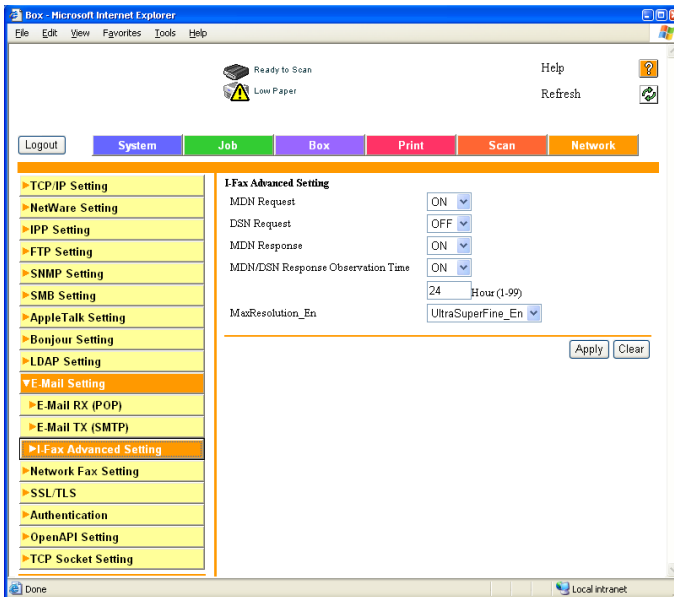 Box - Microsoft Internet Explorer
File Edit View Favorites Tools Help
Ready to Scan
Low Paper
Help
Refresh
Logout System Job Box Print Scan Network
TCP/IP Setting
NetWare Setting
IPP Setting
FTP Setting
SNMP Setting
SMB Setting
AppleTalk Setting
Bonjour Setting
LDAP Setting
E-Mail Setting
E-Mail RX (POP)
E-Mail TX (SMTP)
I-Fax Advanced Setting
Network Fax Setting
SSL/TLS
Authentication
OpenAPI Setting
TCP Socket Setting
I-Fax Advanced Setting
MDN Request ON
DSN Request OFF
MDN Response ON
MDN/DSN Response Observation Time ON
24 Hour (1-99)
MaxResolution_En UltraSuperFine_En
Apply Clear
Done Local intranet